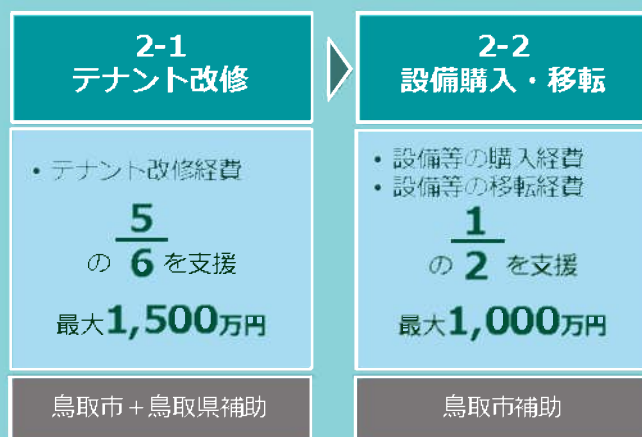 2-1
テナント改修
・テナント改修経費
5
の 6 を支援
最大1,500万円
鳥取市＋鳥取県補助
2-2
設備購入・移転
・設備等の購入経費
・設備等の移転経費
1
の 2 を支援
最大1,000万円
鳥取市補助